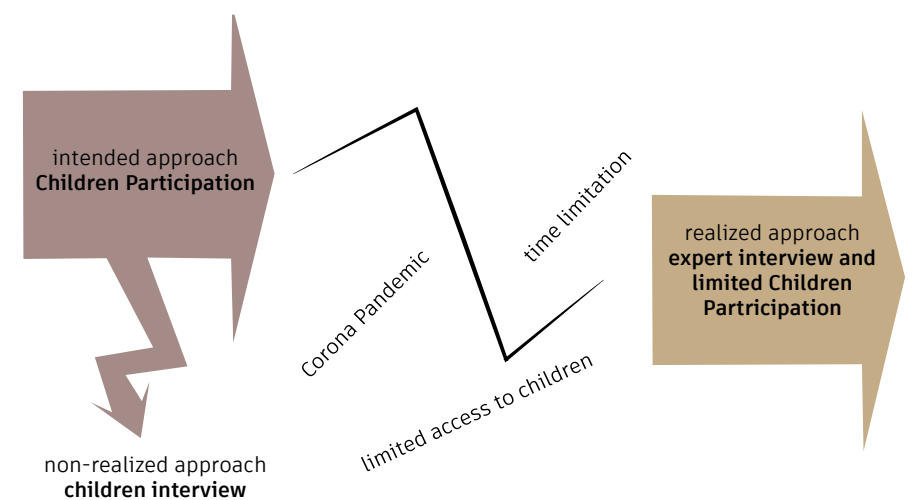 intended approach
Children Participation
non-realized approach
children interview
Corona Pandemic
time limitation
limited access to children
realized approach
expert interview and
limited Children
Partricipation